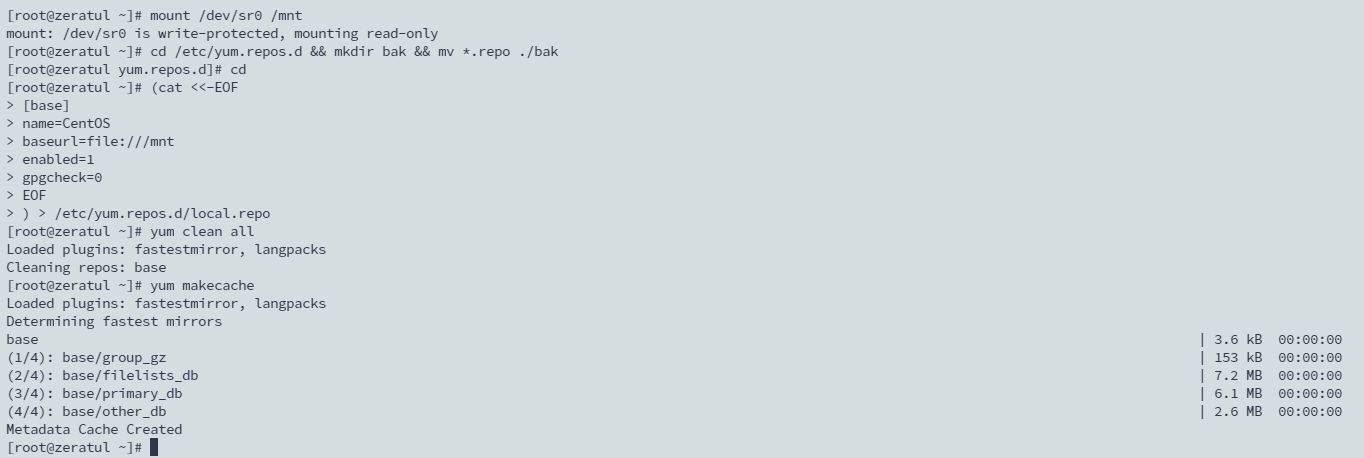 [root@zeratul ~]# mount /dev/sr0 /mnt
mount: /dev/sr0 is write-protected, mounting read-only
[root@zeratul ~]# cd /etc/yum.repos.d && mkdir bak && mv *.repo ./bak
[root@zeratul yum.repos.d]# cd
[root@zeratul ~]# (cat <<-EOF
> [base]
> name=CentOS
> baseurl=file:///mnt
> enabled=1
> gpgcheck=0
> EOF
> ) > /etc/yum.repos.d/local.repo
[root@zeratul ~]# yum clean all
Loaded plugins: fastestmirror, langpacks
Cleaning repos: base
[root@zeratul ~]# yum makecache
Loaded plugins: fastestmirror, langpacks
Determining fastest mirrors
base | 3.6 kB 00:00:00
(1/4): base/group_gz | 153 kB 00:00:00
(2/4): base/filelists_db | 7.2 MB 00:00:00
(3/4): base/primary_db | 6.1 MB 00:00:00
(4/4): base/other_db | 2.6 MB 00:00:00
Metadata Cache Created
[root@zeratul ~]#